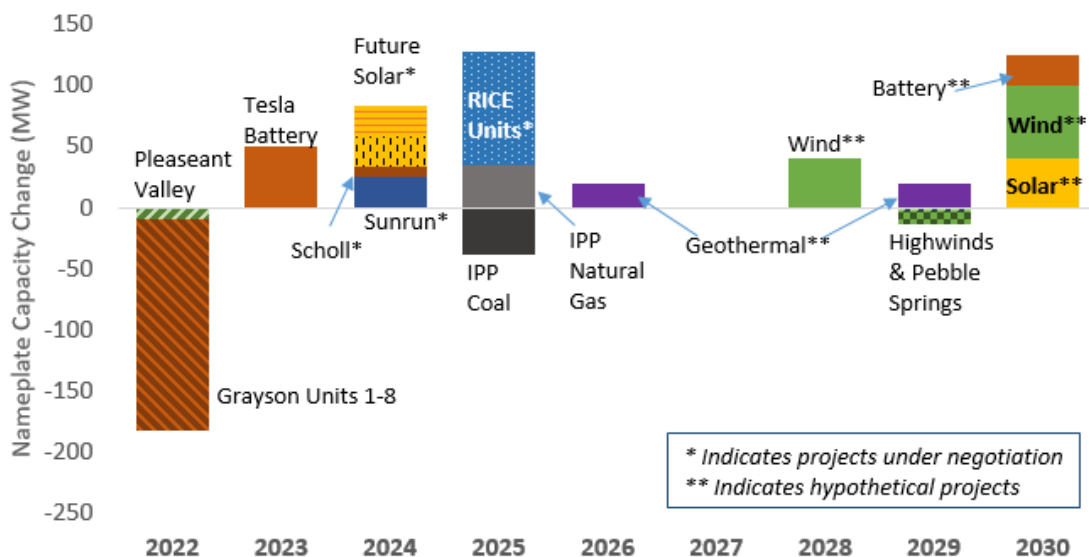 Nameplate Capacity Change (MW)
150
100
50
0
-50
-100
-150
-200
-250
Pleaseant
Valley
Grayson Units 1-8
Tesla
Battery
Future
Solar*
Scholl*
Sunrun*
RICE
Units*
IPP
Coal
IPP
Natural
Gas
Geothermal**
Wind**
Highwinds
& Pebble
Springs
Battery**
Wind**
Solar**
* Indicates projects under negotiation
** Indicates hypothetical projects
2022 2023 2024 2025 2026 2027 2028 2029 2030